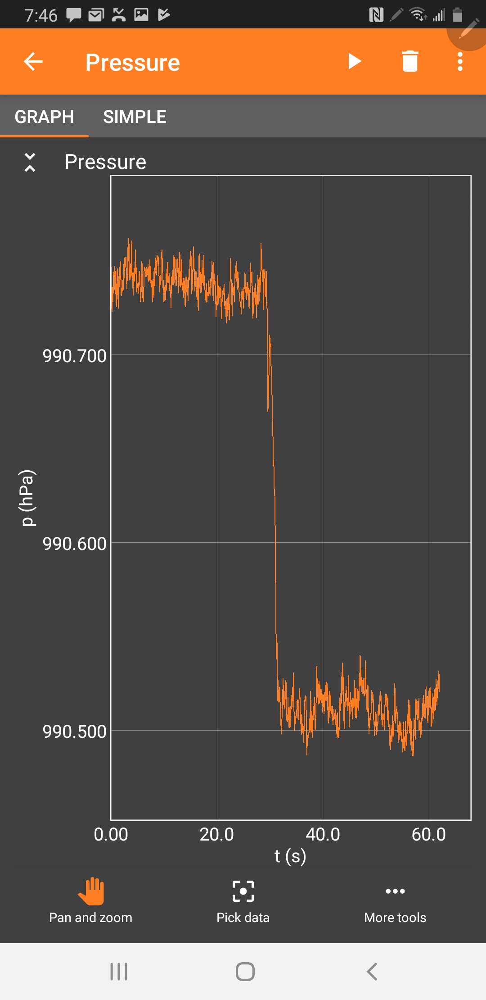 7:46
Pressure
GRAPH SIMPLE
Pressure
990.700
p (hPa)
990.600
990.500
0.00 20.0 40.0 60.0
t (s)
Pan and zoom Pick data More tools